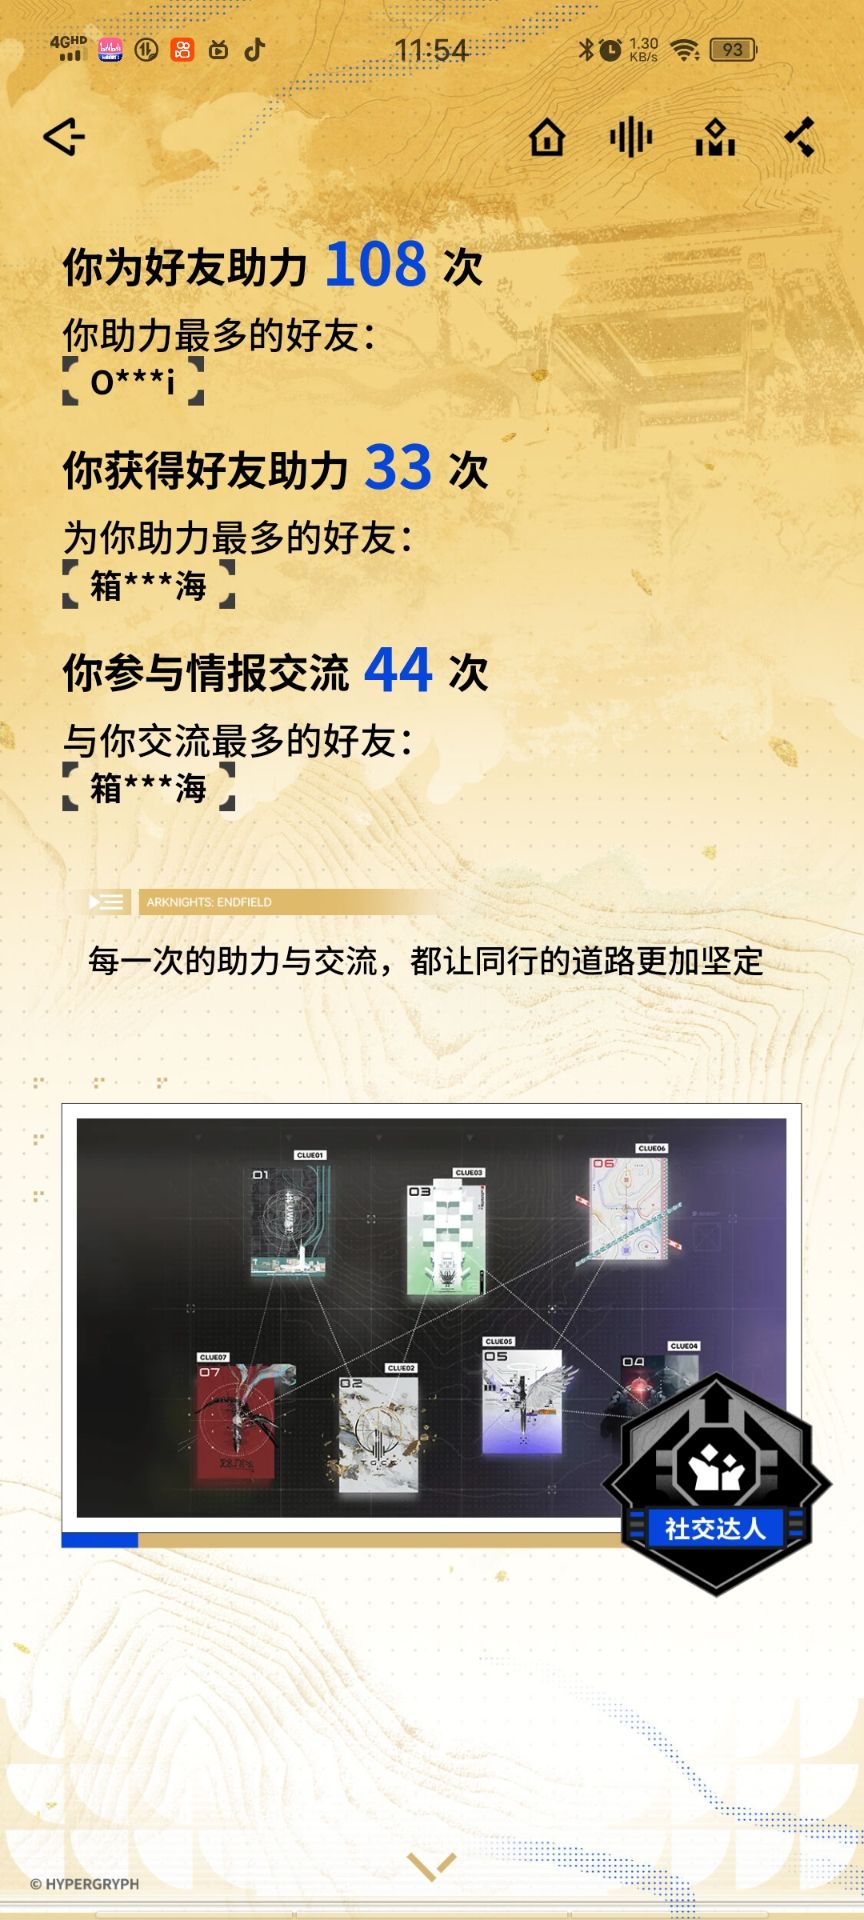 4GHD
11:54
1.30
KB/s
93
你为好友助力 108 次
你助力最多的好友：
O***i
你获得好友助力 33 次
为你助力最多的好友：
箱***海
你参与情报交流 44 次
与你交流最多的好友：
箱***海
ARKNIGHTS: ENDFIELD
每一次的助力与交流，都让同行的道路更加坚定
CLUE01
01
CLUE03
03
CLUE06
06
CLUE07
07
CLUE02
02
CLUE05
05
CLUE04
04
社交达人
© HYPERGRYPH